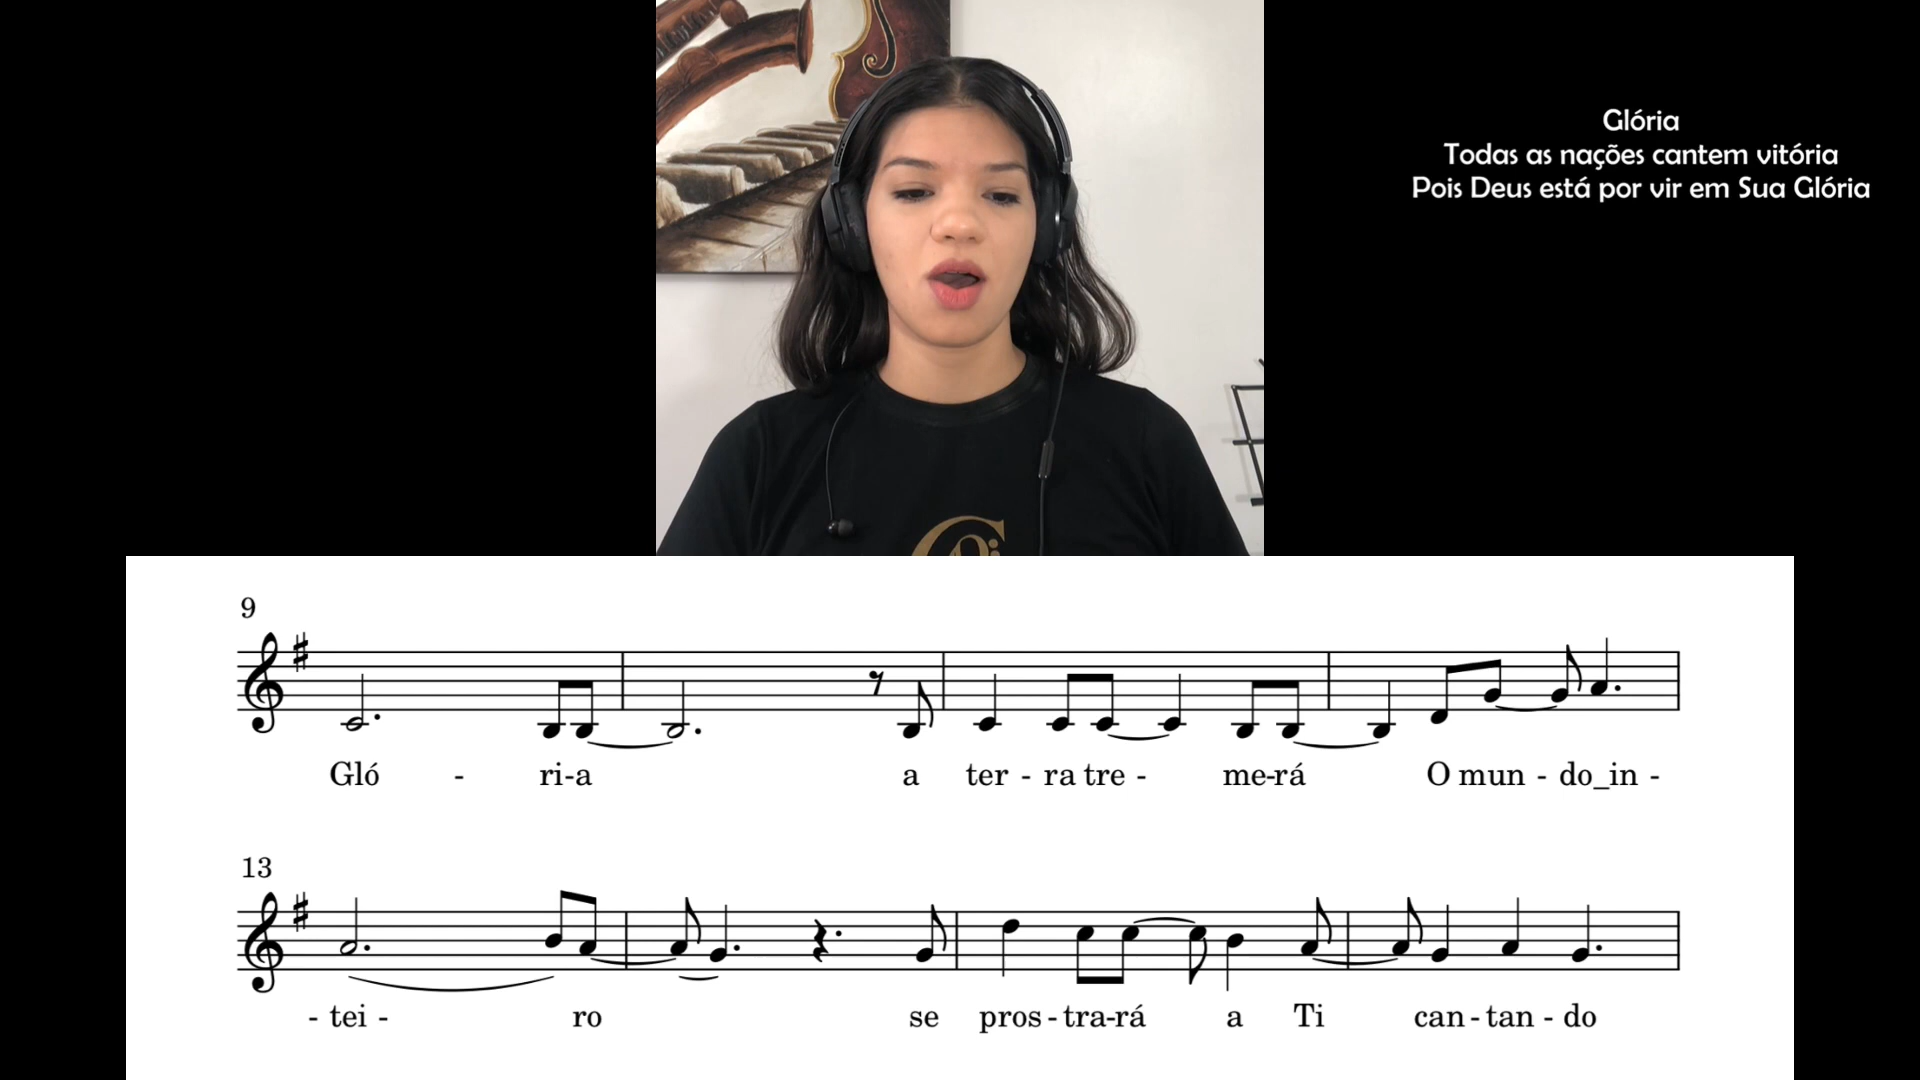 Glória
Todas as nações cantem vitória
Pois Deus está por vir em Sua Glória
9
Gló - ri-a a ter - ra tre - me-rá O mun - do_in -
13
- tei - ro se pros-tra-rá a Ti can-tan - do